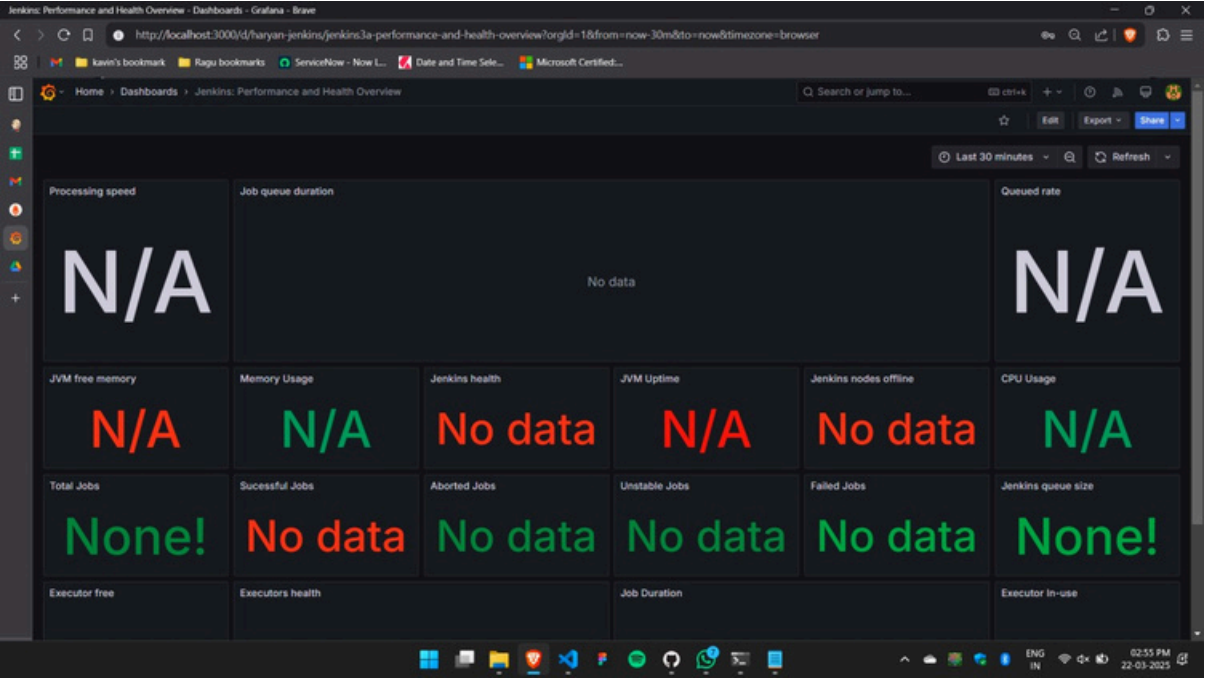 Jenkins: Performance and Health Overview - Dashboards - Grafana - Brave
http://localhost:3000/d/haryan-jenkins/jenkins3a-performance-and-health-overview?orgId=1&from=now-30m&to=now&timezone=browser
kavin's bookmark Ragu bookmarks ServiceNow - Now L... Date and Time Sele... Microsoft Certified:...
Home › Dashboards › Jenkins: Performance and Health Overview Search or jump to... ctrl+k
Edit Export Share
Last 30 minutes Refresh
Processing speed Job queue duration Queued rate
N/A No data N/A
JVM free memory Memory Usage Jenkins health JVM Uptime Jenkins nodes offline CPU Usage
N/A N/A No data N/A No data N/A
Total Jobs Sucessful Jobs Aborted Jobs Unstable Jobs Failed Jobs Jenkins queue size
None! No data No data No data No data None!
Executor free Executors health Job Duration Executor In-use
ENG 02:55 PM
IN 22-03-2025